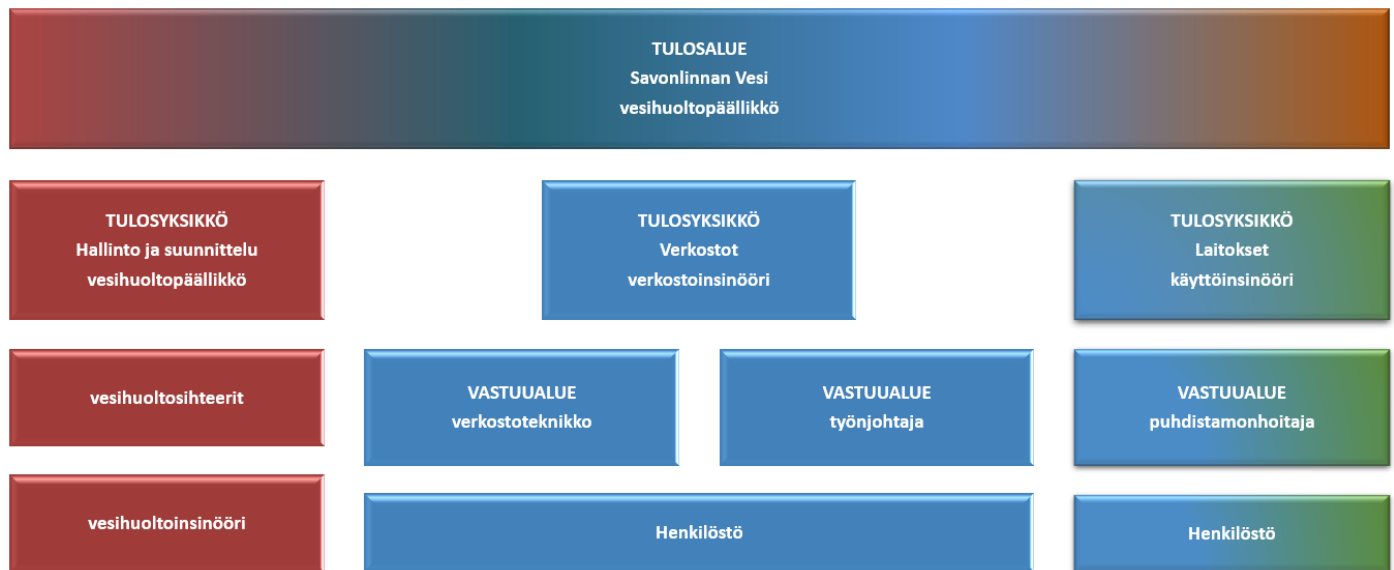 TULOSALUE
Savonlinnan Vesi
vesihuoltopäällikkö
TULOSYKSIKKÖ
Hallinto ja suunnittelu
vesihuoltopäällikkö
TULOSYKSIKKÖ
Verkostot
verkostoinsinööri
TULOSYKSIKKÖ
Laitokset
käyttöinsinööri
vesihuoltosihteerit
VASTUUALUE
verkostoteknikko
VASTUUALUE
työnjohtaja
VASTUUALUE
puhdistamonhoitaja
vesihuoltoinsinööri
Henkilöstö
Henkilöstö